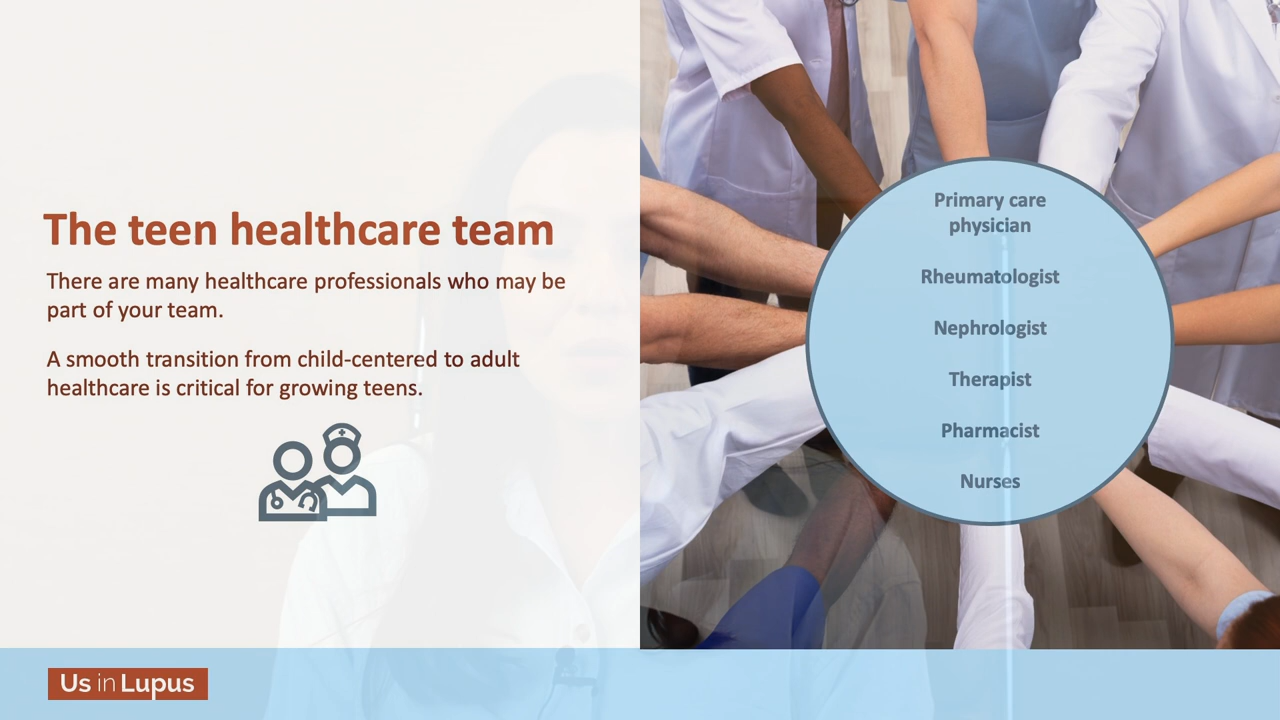 The teen healthcare team
There are many healthcare professionals who may be
part of your team.
A smooth transition from child-centered to adult
healthcare is critical for growing teens.
Primary care
physician
Rheumatologist
Nephrologist
Therapist
Pharmacist
Nurses
Us in Lupus